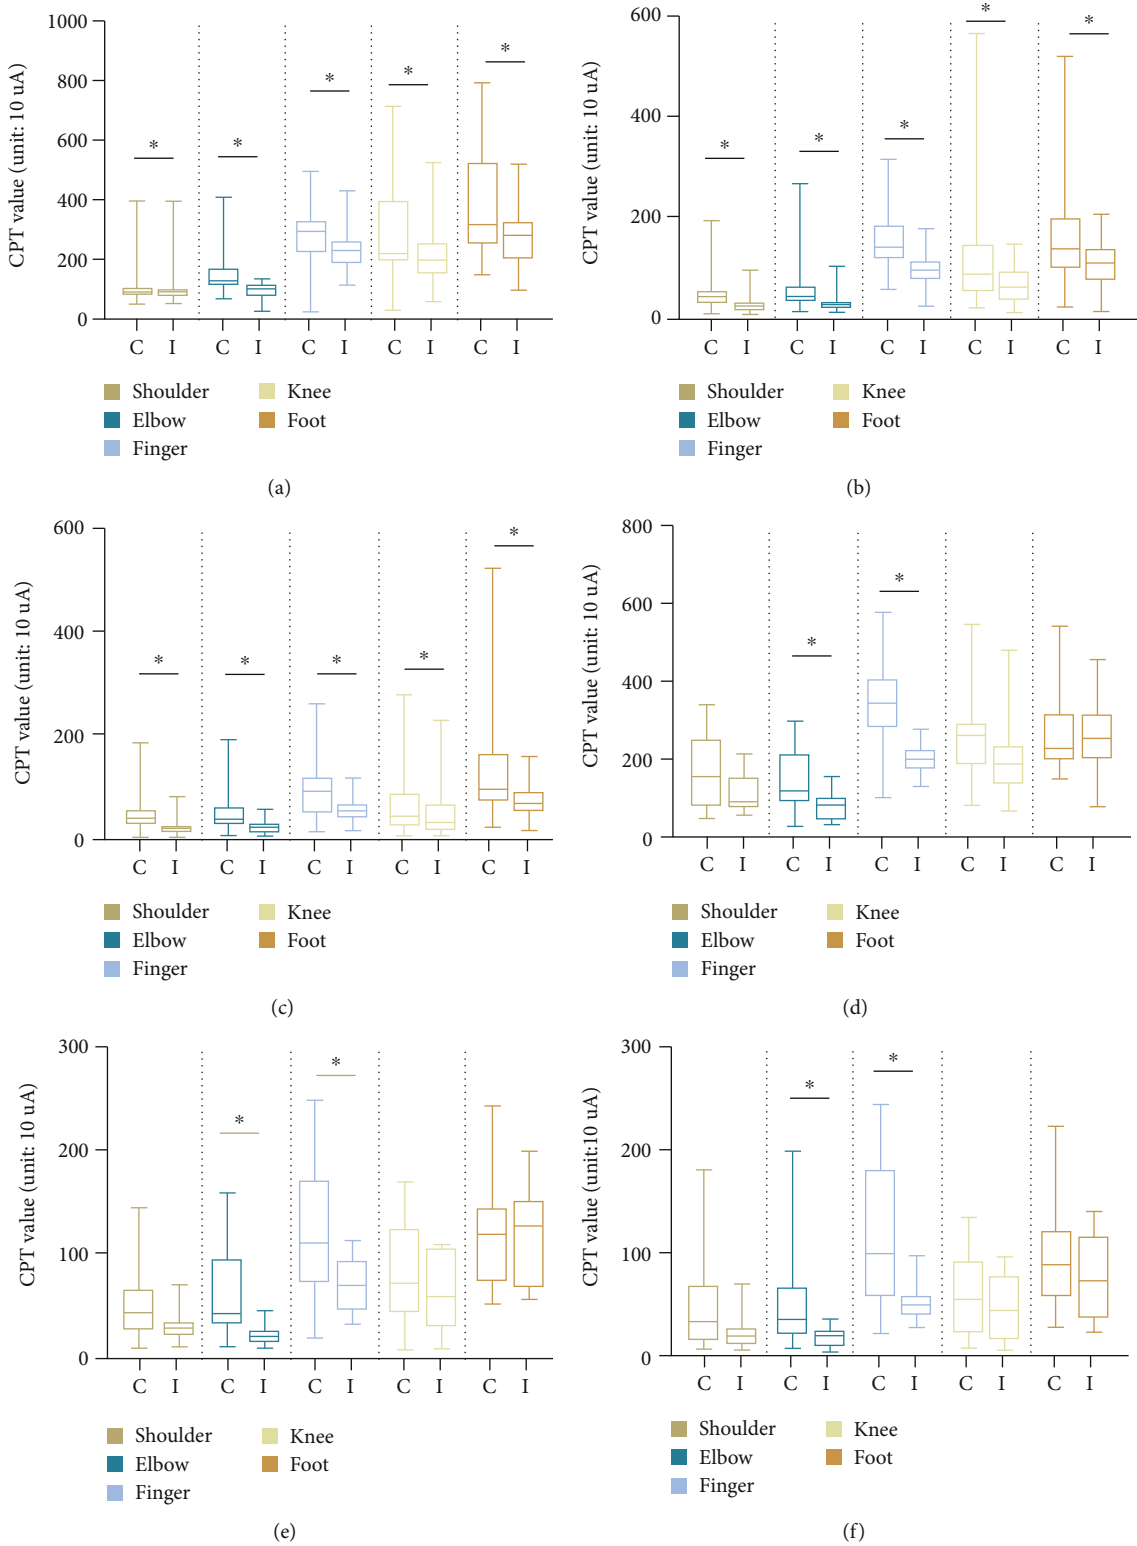 CPT value (unit: 10 uA)
1000
800
600
400
200
0
* * * * *
C I C I C I C I C I
Shoulder Knee
Elbow Foot
Finger
(a)
CPT value (unit: 10 uA)
600
400
200
0
* * * * *
C I C I C I C I C I
Shoulder Knee
Elbow Foot
Finger
(b)
CPT value (unit: 10 uA)
600
400
200
0
* * * * *
C I C I C I C I C I
Shoulder Knee
Elbow Foot
Finger
(c)
CPT value (unit: 10 uA)
800
600
400
200
0
* *
C I C I C I C I C I
Shoulder Knee
Elbow Foot
Finger
(d)
CPT value (unit: 10 uA)
300
200
100
0
* *
C I C I C I C I C I
Shoulder Knee
Elbow Foot
Finger
(e)
CPT value (unit:10 uA)
300
200
100
0
* *
C I C I C I C I C I
Shoulder Knee
Elbow Foot
Finger
(f)